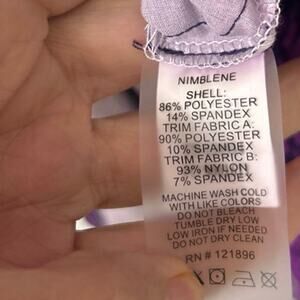 NIMBLENE
SHELL:
86% POLYESTER
14% SPANDEX
TRIM FABRIC A:
90% POLYESTER
10% SPANDEX
TRIM FABRIC B:
93% NYLON
7% SPANDEX
MACHINE WASH COLD
WITH LIKE COLORS
DO NOT BLEACH
TUMBLE DRY LOW
LOW IRON IF NEEDED
DO NOT DRY CLEAN
RN # 121896